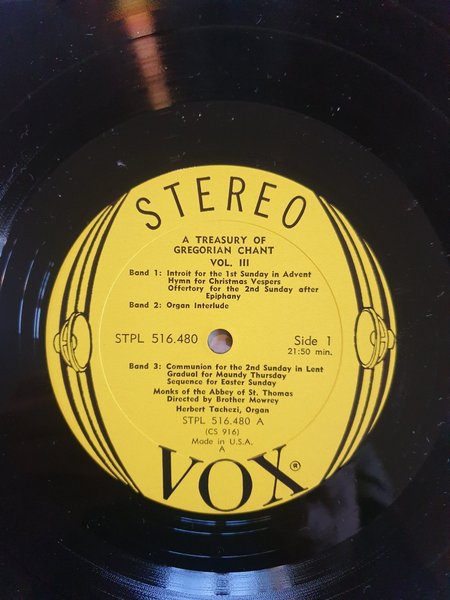 STEREO
A TREASURY OF
GREGORIAN CHANT
VOL. III
Band 1: Introit for the 1st Sunday in Advent
Hymn for Christmas Vespers
Offertory for the 2nd Sunday after
Epiphany
Band 2: Organ Interlude
STPL 516.480 Side 1
21:50 min.
Band 3: Communion for the 2nd Sunday in Lent
Gradual for Maundy Thursday
Sequence for Easter Sunday
Monks of the Abbey of St. Thomas
Directed by Brother Mowrey
Herbert Tachezi, Organ
STPL 516.480 A
(CS 916)
Made in U.S.A.
A
VOX®